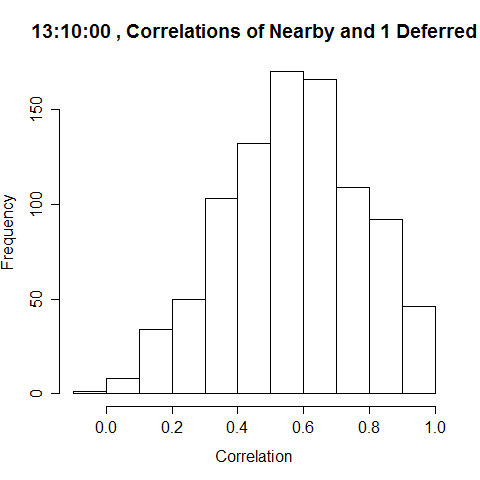 13:10:00 , Correlations of Nearby and 1 Deferred
150
100
50
0
Frequency
0.0 0.2 0.4 0.6 0.8 1.0
Correlation